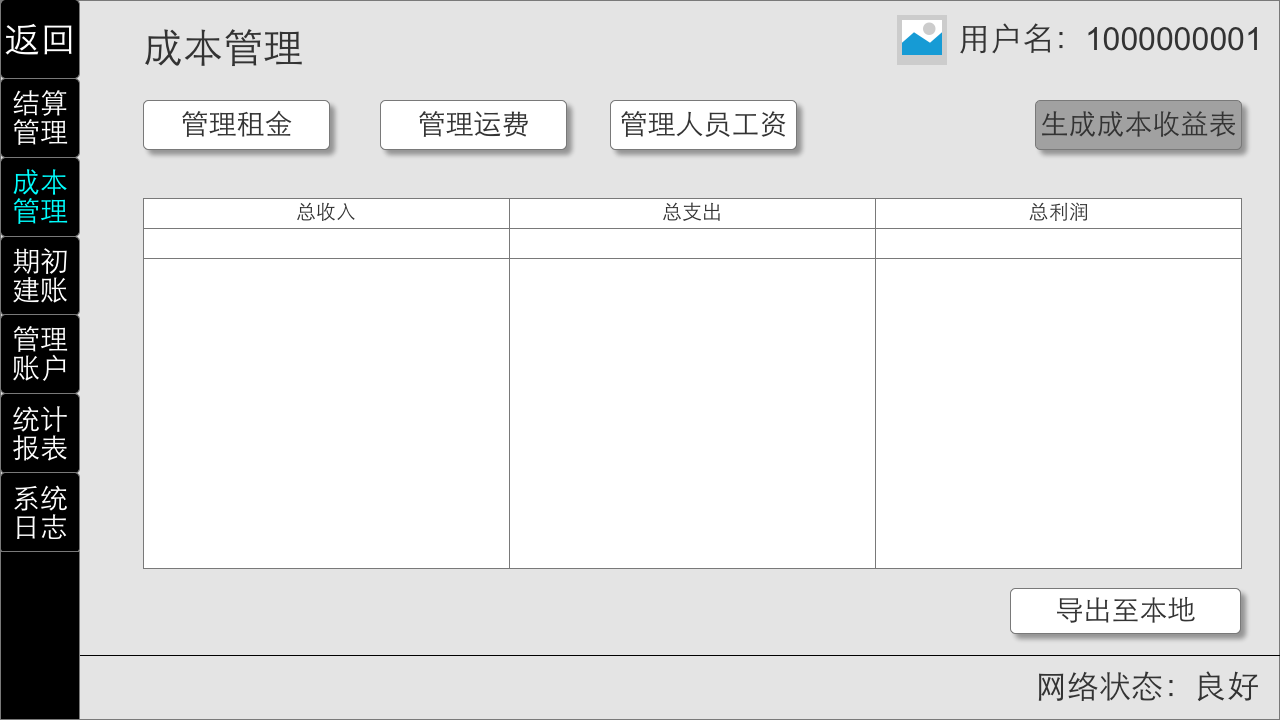 返回
结算
管理
成本
管理
期初
建账
管理
账户
统计
报表
系统
日志
成本管理
用户名：1000000001
管理租金
管理运费
管理人员工资
生成成本收益表
总收入
总支出
总利润
导出至本地
网络状态：良好